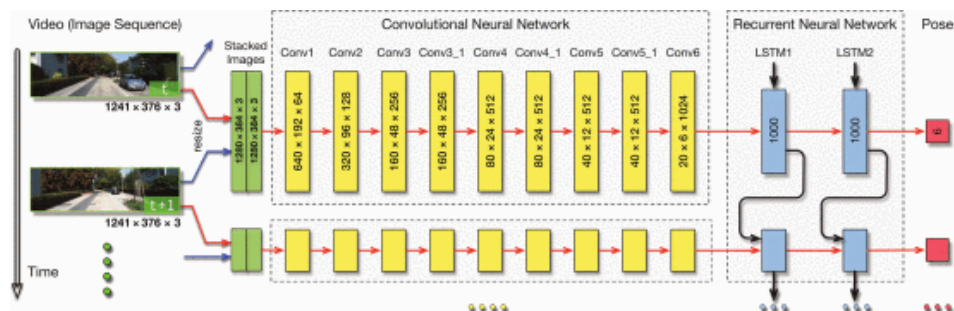 Video (Image Sequence)
Convolutional Neural Network
Recurrent Neural Network
Pose
Stacked
Images
Conv1
Conv2
Conv3
Conv3_1
Conv4
Conv4_1
Conv5
Conv5_1
Conv6
LSTM1
LSTM2
t
1241 × 376 × 3
resize
1280 × 384 × 3
1280 × 384 × 3
640 × 192 × 64
320 × 96 × 128
160 × 48 × 256
160 × 48 × 256
80 × 24 × 512
80 × 24 × 512
40 × 12 × 512
40 × 12 × 512
20 × 6 × 1024
1000
1000
6
t+1
1241 × 376 × 3
Time